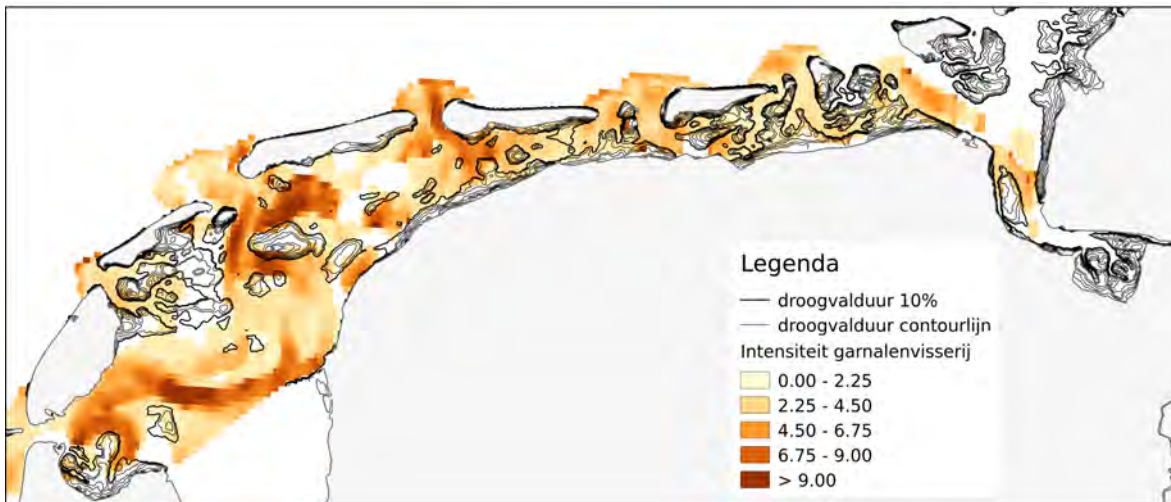 Legenda
droogvalduur 10%
droogvalduur contourlijn
Intensiteit garnalenvisserij
0.00 - 2.25
2.25 - 4.50
4.50 - 6.75
6.75 - 9.00
> 9.00